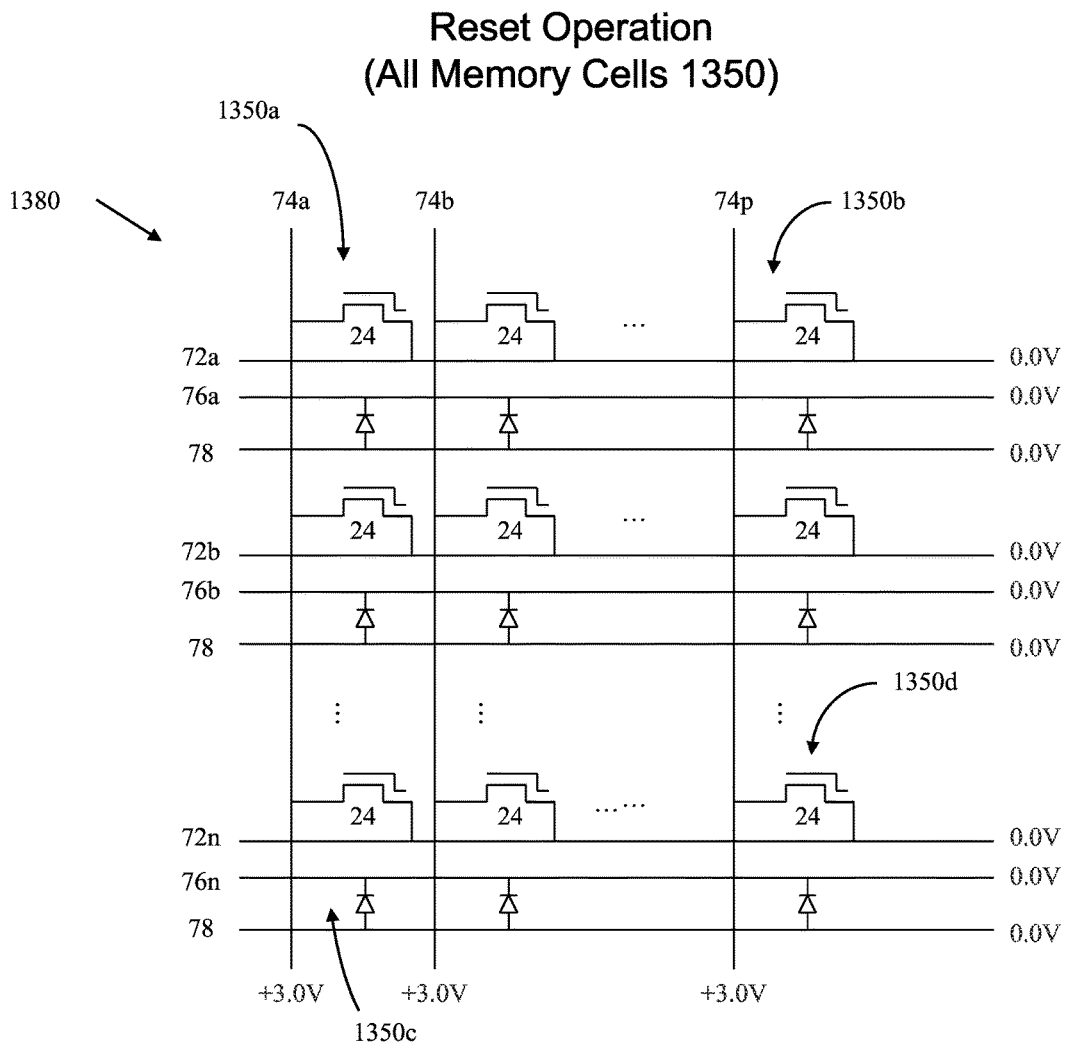 Reset Operation
(All Memory Cells 1350)
1350a
1380
74a 74b 74p 1350b
24 24 ... 24
72a 0.0V
76a 0.0V
78 0.0V
24 24 ... 24
72b 0.0V
76b 0.0V
78 0.0V
1350d
⋮ ⋮ ⋮
24 24 ... ... 24
72n 0.0V
76n 0.0V
78 0.0V
+3.0V +3.0V +3.0V
1350c